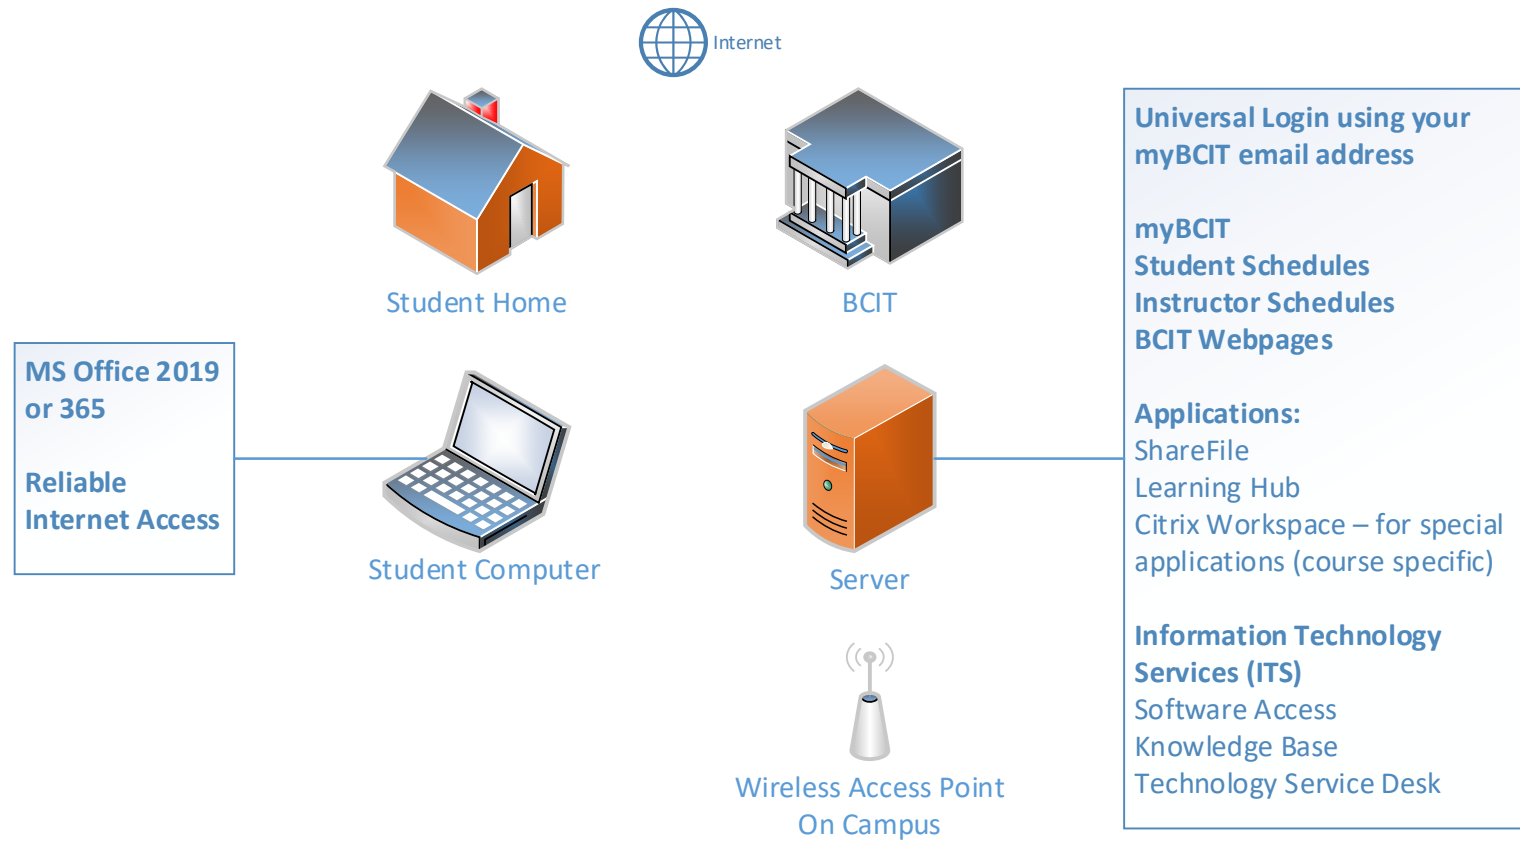 Internet
Student Home
BCIT
MS Office 2019
or 365
Reliable
Internet Access
Student Computer
Server
Wireless Access Point
On Campus
Universal Login using your
myBCIT email address
myBCIT
Student Schedules
Instructor Schedules
BCIT Webpages
Applications:
ShareFile
Learning Hub
Citrix Workspace – for special
applications (course specific)
Information Technology
Services (ITS)
Software Access
Knowledge Base
Technology Service Desk